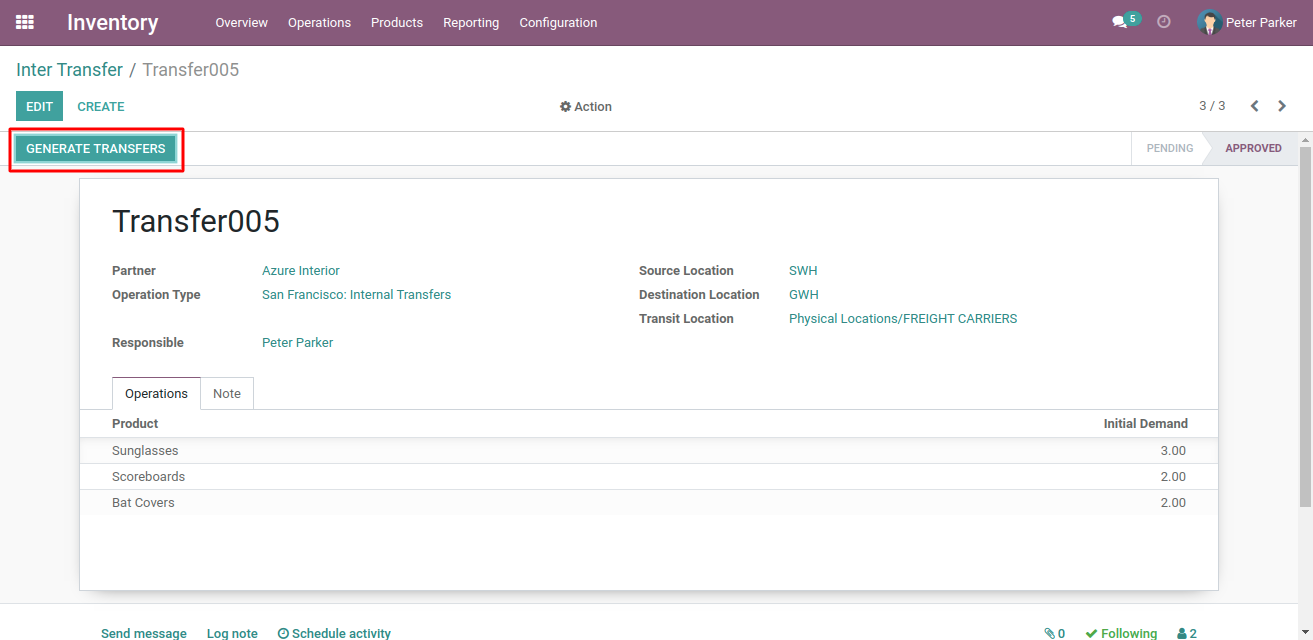 Inventory Overview Operations Products Reporting Configuration 5 Peter Parker
Inter Transfer / Transfer005
EDIT CREATE Action 3 / 3
GENERATE TRANSFERS PENDING APPROVED
Transfer005
Partner Azure Interior Source Location SWH
Operation Type San Francisco: Internal Transfers Destination Location GWH
Transit Location Physical Locations/FREIGHT CARRIERS
Responsible Peter Parker
Operations Note
Product Initial Demand
Sunglasses 3.00
Scoreboards 2.00
Bat Covers 2.00
Send message Log note Schedule activity 0 Following 2